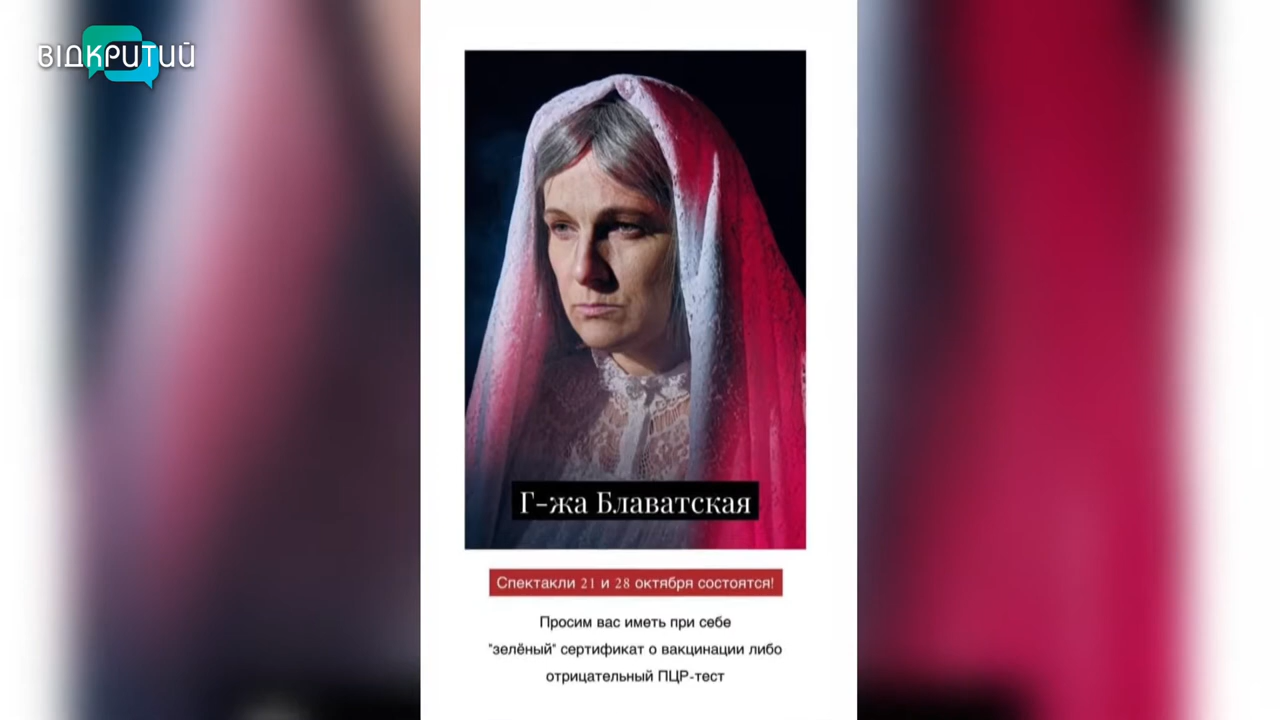 ВІДКРИТИЙ
Г-жа Блаватская
Спектакли 21 и 28 октября состоятся!
Просим вас иметь при себе
"зелёный" сертификат о вакцинации либо
отрицательный ПЦР-тест